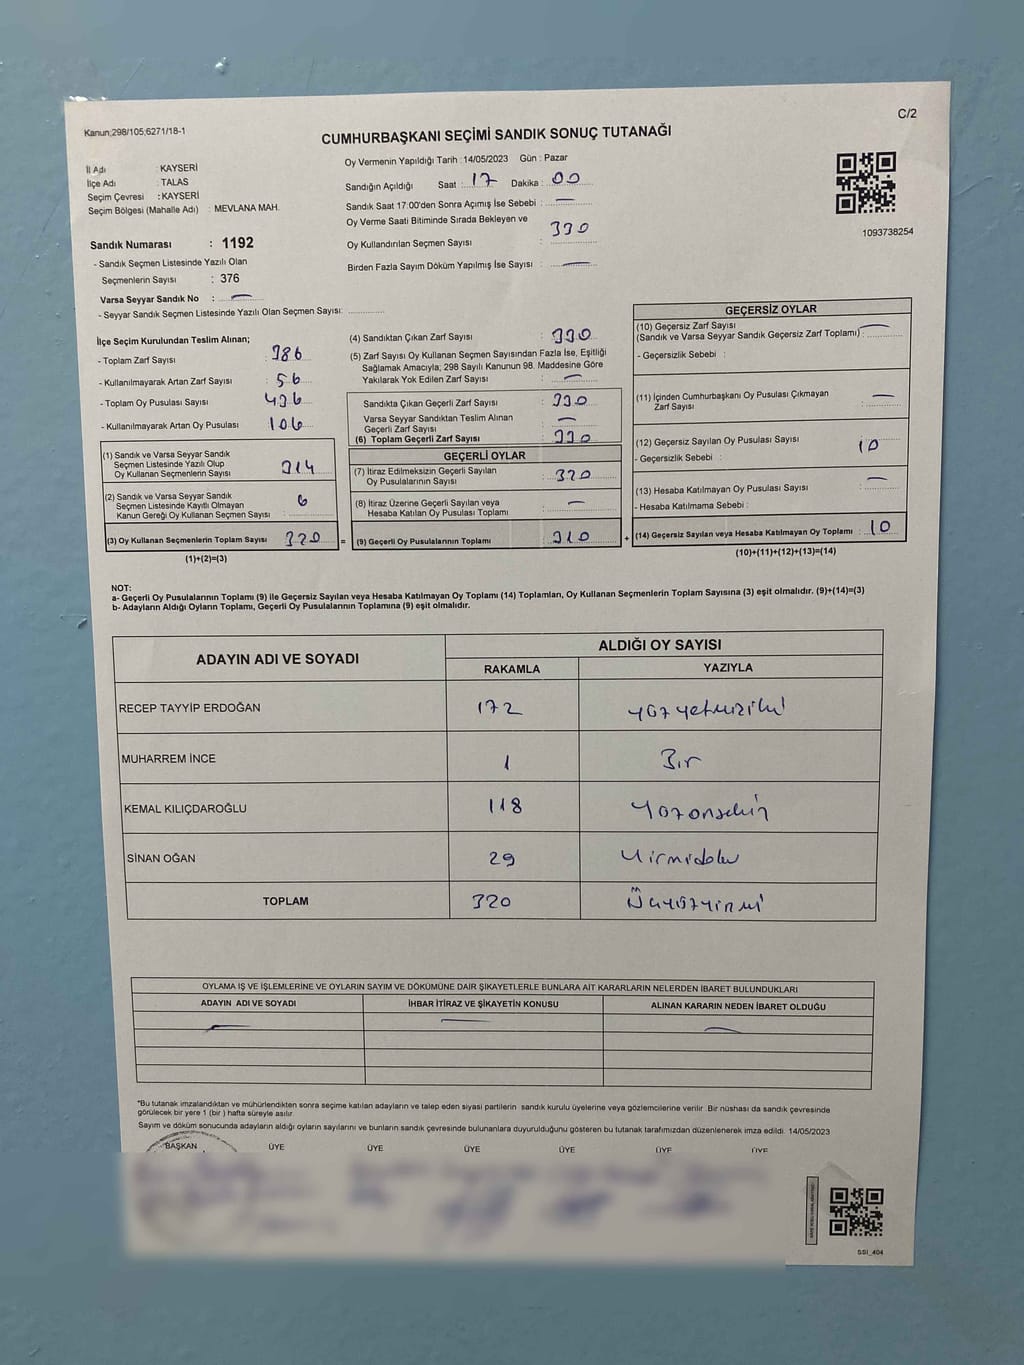 Kanun;298/105;6271/18-1
C/2
CUMHURBAŞKANI SEÇİMİ SANDIK SONUÇ TUTANAĞI
İl Adı : KAYSERİ
İlçe Adı : TALAS
Seçim Çevresi : KAYSERİ
Seçim Bölgesi (Mahalle Adı) : MEVLANA MAH.
Oy Vermenin Yapıldığı Tarih :14/05/2023 Gün : Pazar
Sandığın Açıldığı Saat : 17 Dakika : 00
Sandık Saat 17:00'den Sonra Açımış İse Sebebi : —
Oy Verme Saati Bitiminde Sırada Bekleyen ve
Oy Kullandırılan Seçmen Sayısı : 330
Birden Fazla Sayım Döküm Yapılmış İse Sayısı : —
1093738254
Sandık Numarası : 1192
- Sandık Seçmen Listesinde Yazılı Olan
Seçmenlerin Sayısı : 376
Varsa Seyyar Sandık No : —
- Seyyar Sandık Seçmen Listesinde Yazılı Olan Seçmen Sayısı:
İlçe Seçim Kurulundan Teslim Alınan;
- Toplam Zarf Sayısı : 386
- Kullanılmayarak Artan Zarf Sayısı : 56
- Toplam Oy Pusulası Sayısı : 436
- Kullanılmayarak Artan Oy Pusulası : 106
(1) Sandık ve Varsa Seyyar Sandık
Seçmen Listesinde Yazılı Olup
Oy Kullanan Seçmenlerin Sayısı : 314
(2) Sandık ve Varsa Seyyar Sandık
Seçmen Listesinde Kayıtlı Olmayan
Kanun Gereği Oy Kullanan Seçmen Sayısı : 6
(3) Oy Kullanan Seçmenlerin Toplam Sayısı : 320 =
(1)+(2)=(3)
(4) Sandıktan Çıkan Zarf Sayısı : 330
(5) Zarf Sayısı Oy Kullanan Seçmen Sayısından Fazla İse, Eşitliği
Sağlamak Amacıyla; 298 Sayılı Kanunun 98. Maddesine Göre
Yakılarak Yok Edilen Zarf Sayısı : —
Sandıkta Çıkan Geçerli Zarf Sayısı : 330
Varsa Seyyar Sandıktan Teslim Alınan
Geçerli Zarf Sayısı : —
(6) Toplam Geçerli Zarf Sayısı : 330
GEÇERLİ OYLAR
(7) İtiraz Edilmeksizin Geçerli Sayılan
Oy Pusulalarının Sayısı : 320
(8) İtiraz Üzerine Geçerli Sayılan veya
Hesaba Katılan Oy Pusulası Toplamı : —
(9) Geçerli Oy Pusulalarının Toplamı : 310 +
GEÇERSİZ OYLAR
(10) Geçersiz Zarf Sayısı
(Sandık ve Varsa Seyyar Sandık Geçersiz Zarf Toplamı) : —
- Geçersizlik Sebebi :
(11) İçinden Cumhurbaşkanı Oy Pusulası Çıkmayan
Zarf Sayısı : —
(12) Geçersiz Sayılan Oy Pusulası Sayısı : 10
- Geçersizlik Sebebi :
(13) Hesaba Katılmayan Oy Pusulası Sayısı : —
- Hesaba Katılmama Sebebi :
(14) Geçersiz Sayılan veya Hesaba Katılmayan Oy Toplamı : 10
(10)+(11)+(12)+(13)=(14)
NOT:
a- Geçerli Oy Pusulalarının Toplamı (9) ile Geçersiz Sayılan veya Hesaba Katılmayan Oy Toplamı (14) Toplamları, Oy Kullanan Seçmenlerin Toplam Sayısına (3) eşit olmalıdır. (9)+(14)=(3)
b- Adayların Aldığı Oyların Toplamı, Geçerli Oy Pusulalarının Toplamına (9) eşit olmalıdır.
ADAYIN ADI VE SOYADI
ALDIĞI OY SAYISI
RAKAMLA YAZIYLA
RECEP TAYYİP ERDOĞAN 172 yüzyetmişiki
MUHARREM İNCE 1 Bir
KEMAL KILIÇDAROĞLU 118 yüzonsekiz
SİNAN OĞAN 29 Yirmidokuz
TOPLAM 320 Üçyüzyirmi
OYLAMA İŞ VE İŞLEMLERİNE VE OYLARIN SAYIM VE DÖKÜMÜNE DAİR ŞİKAYETLERLE BUNLARA AİT KARARLARIN NELERDEN İBARET BULUNDUKLARI
ADAYIN ADI VE SOYADI İHBAR İTİRAZ VE ŞİKAYETİN KONUSU ALINAN KARARIN NEDEN İBARET OLDUĞU
— — —
*Bu tutanak imzalandıktan ve mühürlendikten sonra seçime katılan adayların ve talep eden siyasi partilerin sandık kurulu üyelerine veya gözlemcilerine verilir. Bir nüshası da sandık çevresinde
görülecek bir yere 1 (bir ) hafta süreyle asılır.
Sayım ve döküm sonucunda adayların aldığı oyların sayılarını ve bunların sandık çevresinde bulunanlara duyurulduğunu gösteren bu tutanak tarafımızdan düzenlenerek imza edildi. 14/05/2023
BAŞKAN ÜYE ÜYE ÜYE ÜYE ÜYE ÜYE
SSI_404